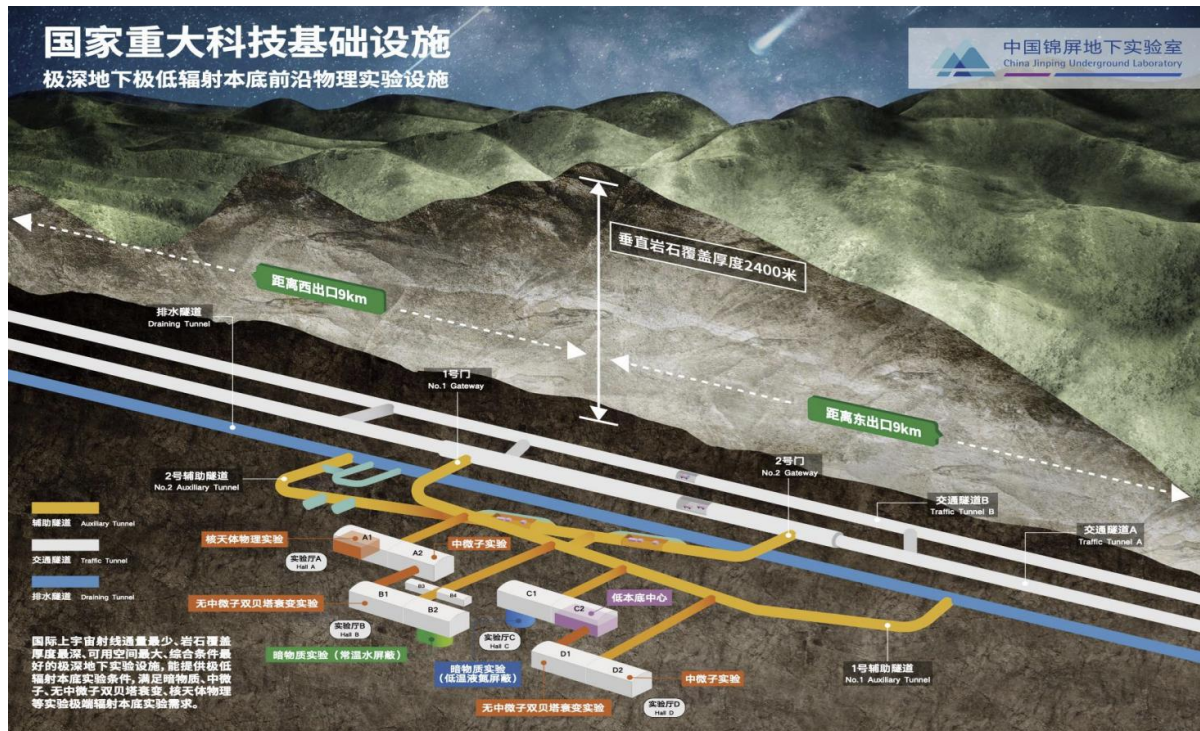 国家重大科技基础设施
极深地下极低辐射本底前沿物理实验设施
中国锦屏地下实验室
China Jinping Underground Laboratory
垂直岩石覆盖厚度2400米
距离西出口9km
排水隧道
Draining Tunnel
1号门
No.1 Gateway
距离东出口9km
2号辅助隧道
No.2 Auxiliary Tunnel
2号门
No.2 Gateway
交通隧道B
Traffic Tunnel B
交通隧道A
Traffic Tunnel A
辅助隧道 Auxiliary Tunnel
交通隧道 Traffic Tunnel
排水隧道 Draining Tunnel
核天体物理实验
A1
A2
中微子实验
实验厅A
Hall A
B3
B4
无中微子双贝塔衰变实验
B1
B2
实验厅B
Hall B
暗物质实验（常温水屏蔽）
C1
C2
低本底中心
实验厅C
Hall C
暗物质实验
（低温液氮屏蔽）
D1
D2
中微子实验
无中微子双贝塔衰变实验
实验厅D
Hall D
1号辅助隧道
No.1 Auxiliary Tunnel
国际上宇宙射线通量最少、岩石覆盖
厚度最深、可用空间最大、综合条件最
好的极深地下实验设施，能提供极低
辐射本底实验条件，满足暗物质、中微
子、无中微子双贝塔衰变、核天体物理
等实验极端辐射本底实验需求。